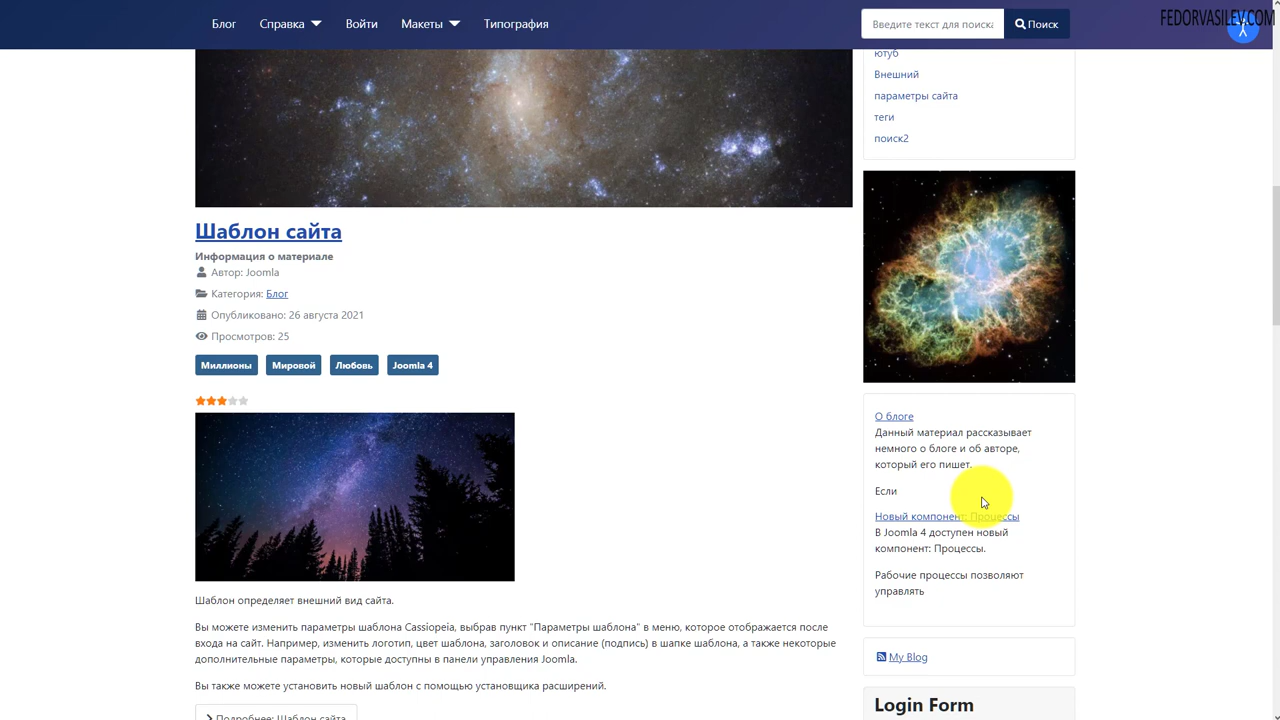 Блог Справка Войти Макеты Типография
Введите текст для поиска
Поиск
FEDORVASILEV.COM
Шаблон сайта
Информация о материале
Автор: Joomla
Категория: Блог
Опубликовано: 26 августа 2021
Просмотров: 25
Миллионы Мировой Любовь Joomla 4
Шаблон определяет внешний вид сайта.
Вы можете изменить параметры шаблона Cassiopeia, выбрав пункт "Параметры шаблона" в меню, которое отображается после
входа на сайт. Например, изменить логотип, цвет шаблона, заголовок и описание (подпись) в шапке шаблона, а также некоторые
дополнительные параметры, которые доступны в панели управления Joomla.
Вы также можете установить новый шаблон с помощью установщика расширений.
Подробнее: Шаблон сайта
ютуб
Внешний
параметры сайта
теги
поиск2
О блоге
Данный материал рассказывает
немного о блоге и об авторе,
который его пишет.
Если
Новый компонент: Процессы
В Joomla 4 доступен новый
компонент: Процессы.
Рабочие процессы позволяют
управлять
My Blog
Login Form